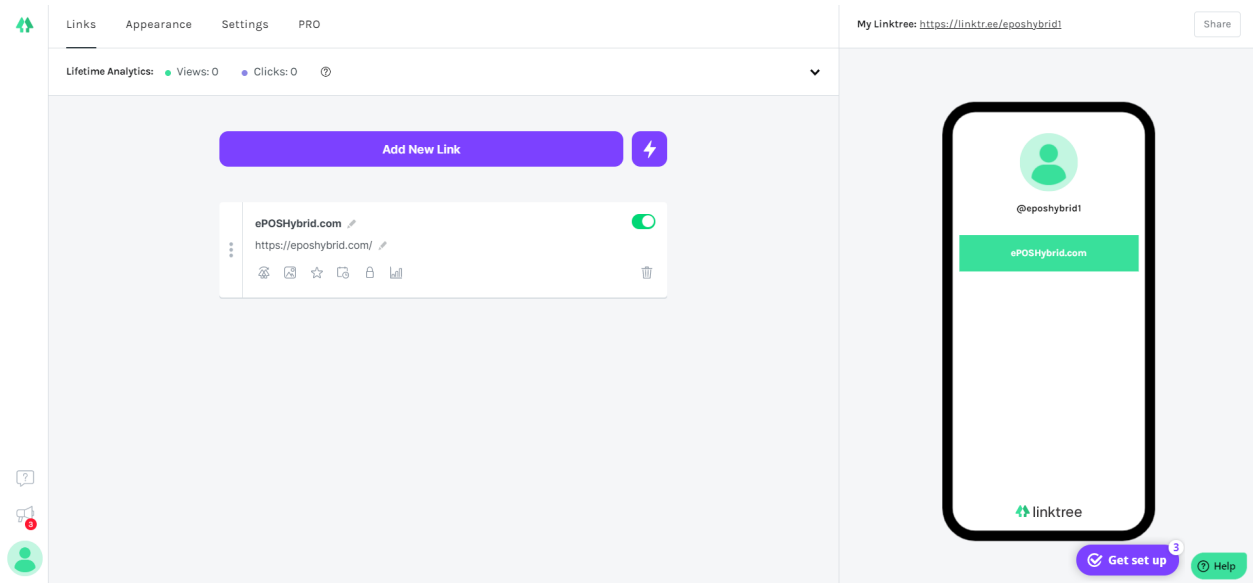 Links Appearance Settings PRO
My Linktree: https://linktr.ee/eposhybrid1
Share
Lifetime Analytics: Views: 0 Clicks: 0 ?
Add New Link
ePOSHybrid.com
https://eposhybrid.com/
@eposhybrid1
ePOSHybrid.com
linktree
?
3
3
Get set up
? Help